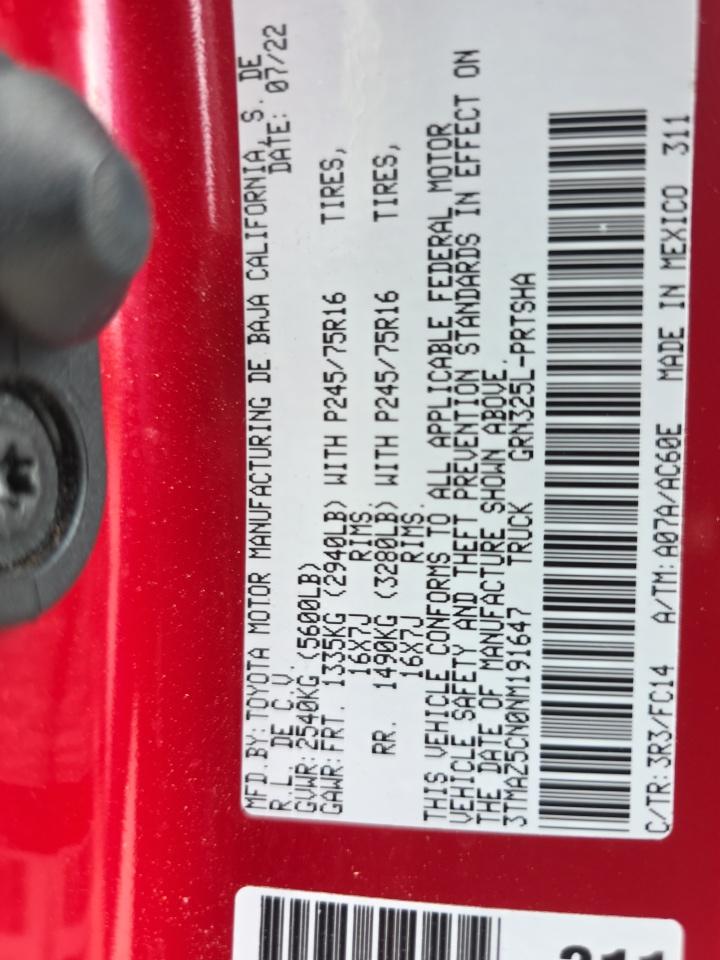 MFD.BY:TOYOTA MOTOR MANUFACTURING DE BAJA CALIFORNIA, S. DE
R.L. DE C.V. DATE: 07/22
GVWR:2540KG (5600LB)
GAWR:FRT. 1335KG (2940LB) WITH P245/75R16 TIRES,
16X7J RIMS.
RR. 1490KG (3280LB) WITH P245/75R16 TIRES,
16X7J RIMS.
THIS VEHICLE CONFORMS TO ALL APPLICABLE FEDERAL MOTOR
VEHICLE SAFETY AND THEFT PREVENTION STANDARDS IN EFFECT ON
THE DATE OF MANUFACTURE SHOWN ABOVE.
3TMAZ5CN0NM191647 TRUCK GRN325L-PRTSHA
C/TR:3R3/FC14 A/TM:A07A/AC60E MADE IN MEXICO 311